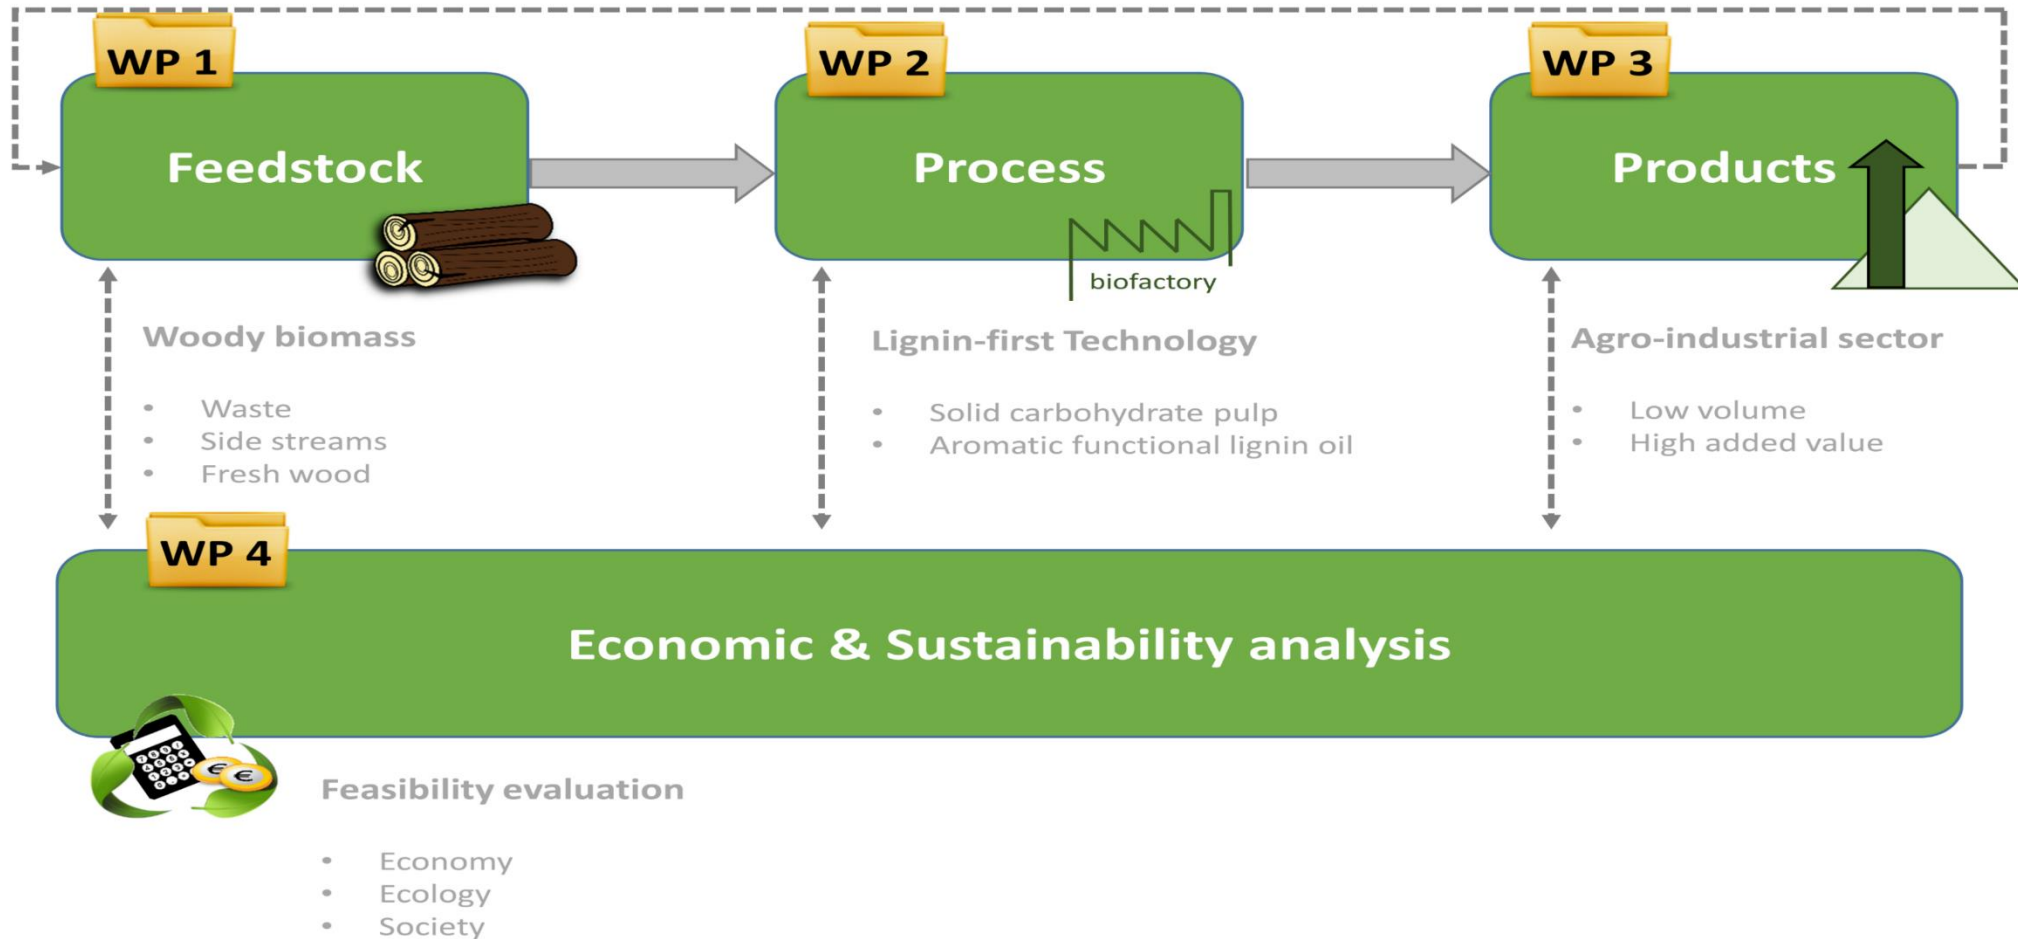 WP 1
Feedstock
Woody biomass
• Waste
• Side streams
• Fresh wood
WP 2
Process
biofactory
Lignin-first Technology
• Solid carbohydrate pulp
• Aromatic functional lignin oil
WP 3
Products
Agro-industrial sector
• Low volume
• High added value
WP 4
Economic & Sustainability analysis
Feasibility evaluation
• Economy
• Ecology
• Society